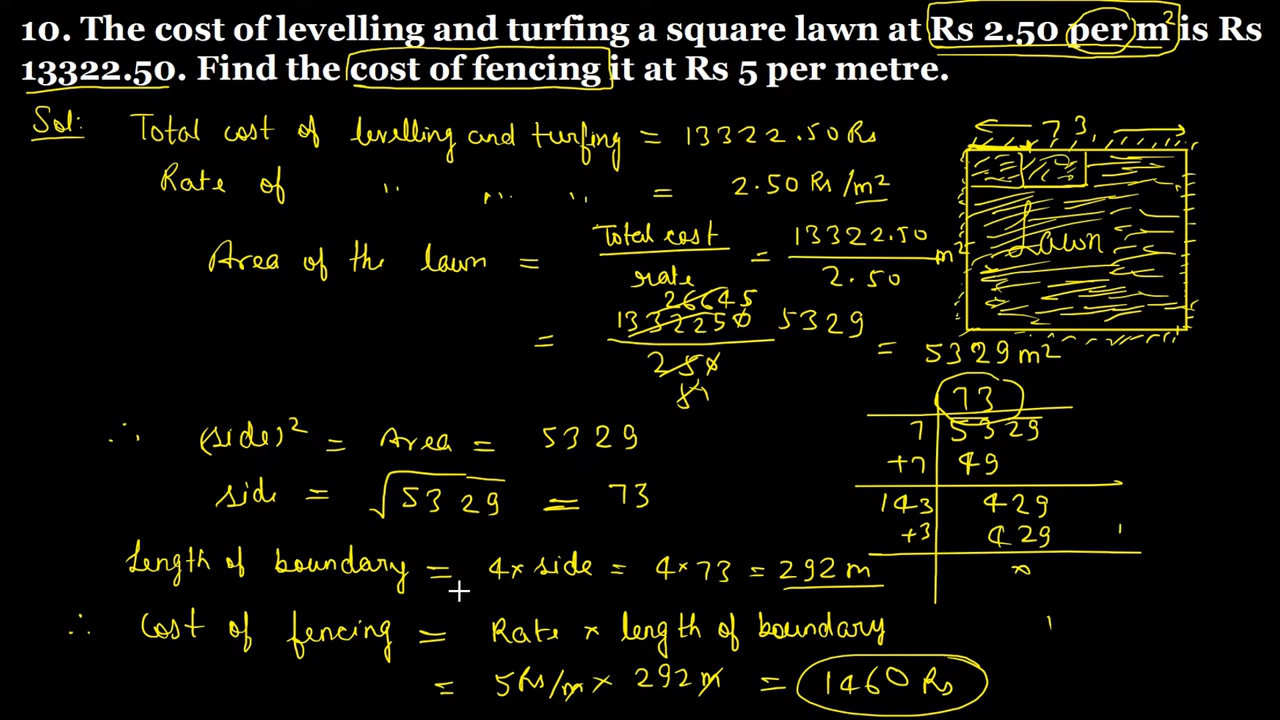 10. The cost of levelling and turfing a square lawn at Rs 2.50 per m² is Rs
13322.50. Find the cost of fencing it at Rs 5 per metre.
Sol: Total cost of levelling and turfing = 13322.50 Rs
73
Rate of " " " = 2.50 Rs/m²
Lawn
Area of the lawn = Total cost / rate = 13322.50 / 2.50 m²
= 1332250 / 250
26645
5329
= 5329 m²
73
7 5329
+7 49
143 429
+3 429
×
∴ (side)² = Area = 5329
side = √5329 = 73
Length of boundary = 4 × side = 4 × 73 = 292 m
∴ Cost of fencing = Rate × length of boundary
= 5 Rs/m × 292 m = 1460 Rs